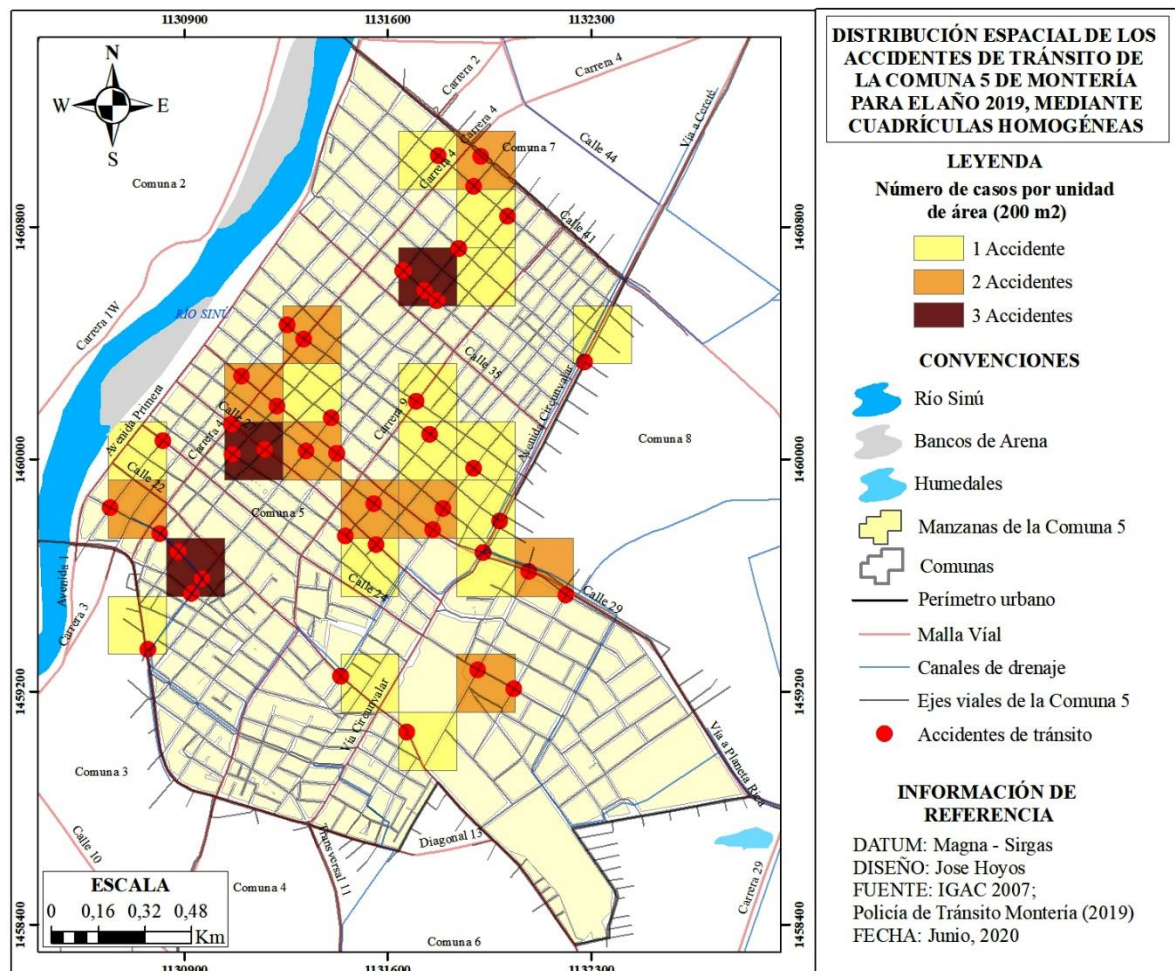 1130900
1131600
1132300
N
W
E
S
Carrera 2
Carrera 4
Carrera 4
Comuna 7
Calle 44
Vía a Cereté
Comuna 2
Carrera 4
1460800
1460800
Calle 41
Carrera 1W
RÍO SINÚ
Calle 35
Avenida Primera
Carrera 4
Calle 27
Carrera 9
Avenida Circunvalar
Comuna 8
1460000
1460000
Calle 22
Comuna 5
Avenida 1
Carrera 3
Calle 24
Calle 29
1459200
1459200
Vía Circunvalar
Vía a Planeta Rica
Comuna 3
Calle 10
Transversal 11
Diagonal 13
Comuna 4
Carrera 29
Comuna 6
1458400
1458400
ESCALA
0 0,16 0,32 0,48
Km
1130900
1131600
1132300
DISTRIBUCIÓN ESPACIAL DE LOS
ACCIDENTES DE TRÁNSITO DE
LA COMUNA 5 DE MONTERÍA
PARA EL AÑO 2019, MEDIANTE
CUADRÍCULAS HOMOGÉNEAS
LEYENDA
Número de casos por unidad
de área (200 m2)
1 Accidente
2 Accidentes
3 Accidentes
CONVENCIONES
Río Sinú
Bancos de Arena
Humedales
Manzanas de la Comuna 5
Comunas
Perímetro urbano
Malla Víal
Canales de drenaje
Ejes viales de la Comuna 5
Accidentes de tránsito
INFORMACIÓN DE
REFERENCIA
DATUM: Magna - Sirgas
DISEÑO: Jose Hoyos
FUENTE: IGAC 2007;
Policía de Tránsito Montería (2019)
FECHA: Junio, 2020